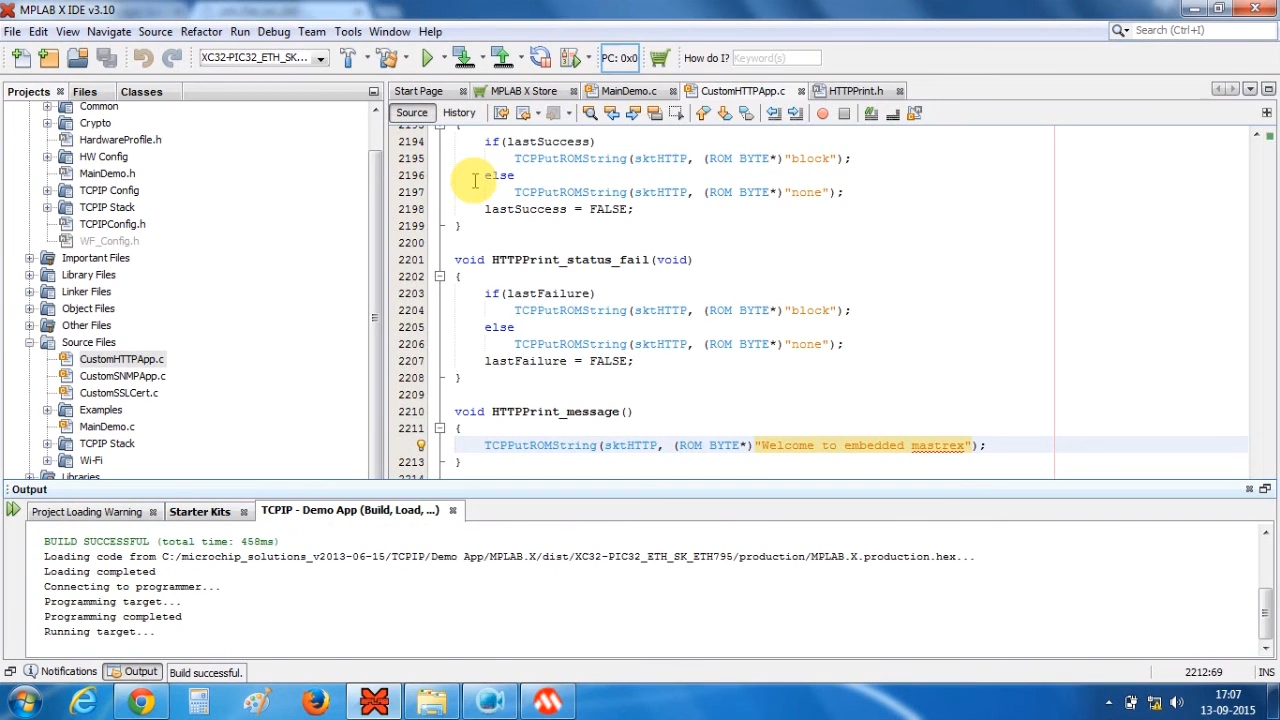 MPLAB X IDE v3.10
File Edit View Navigate Source Refactor Run Debug Team Tools Window Help
Search (Ctrl+I)
XC32-PIC32_ETH_SK... PC: 0x0 How do I? Keyword(s)
Projects Files Classes
Start Page MPLAB X Store MainDemo.c CustomHTTPApp.c HTTPPrint.h
Source History
Common
Crypto
HardwareProfile.h
HW Config
MainDemo.h
TCPIP Config
TCPIP Stack
TCPIPConfig.h
WF_Config.h
Important Files
Library Files
Linker Files
Object Files
Other Files
Source Files
CustomHTTPApp.c
CustomSNMPApp.c
CustomSSLCert.c
Examples
MainDemo.c
TCPIP Stack
Wi-Fi
Libraries
2193 {
2194 if(lastSuccess)
2195 TCPPutROMString(sktHTTP, (ROM BYTE*)"block");
2196 else
2197 TCPPutROMString(sktHTTP, (ROM BYTE*)"none");
2198 lastSuccess = FALSE;
2199 }
2200
2201 void HTTPPrint_status_fail(void)
2202 {
2203 if(lastFailure)
2204 TCPPutROMString(sktHTTP, (ROM BYTE*)"block");
2205 else
2206 TCPPutROMString(sktHTTP, (ROM BYTE*)"none");
2207 lastFailure = FALSE;
2208 }
2209
2210 void HTTPPrint_message()
2211 {
TCPPutROMString(sktHTTP, (ROM BYTE*)"Welcome to embedded mastrex");
2213 }
2214
Output
Project Loading Warning Starter Kits TCPIP - Demo App (Build, Load, ...)
BUILD SUCCESSFUL (total time: 458ms)
Loading code from C:/microchip_solutions_v2013-06-15/TCPIP/Demo App/MPLAB.X/dist/XC32-PIC32_ETH_SK_ETH795/production/MPLAB.X.production.hex...
Loading completed
Connecting to programmer...
Programming target...
Programming completed
Running target...
Notifications Output Build successful. 2212:69 INS
17:07
13-09-2015